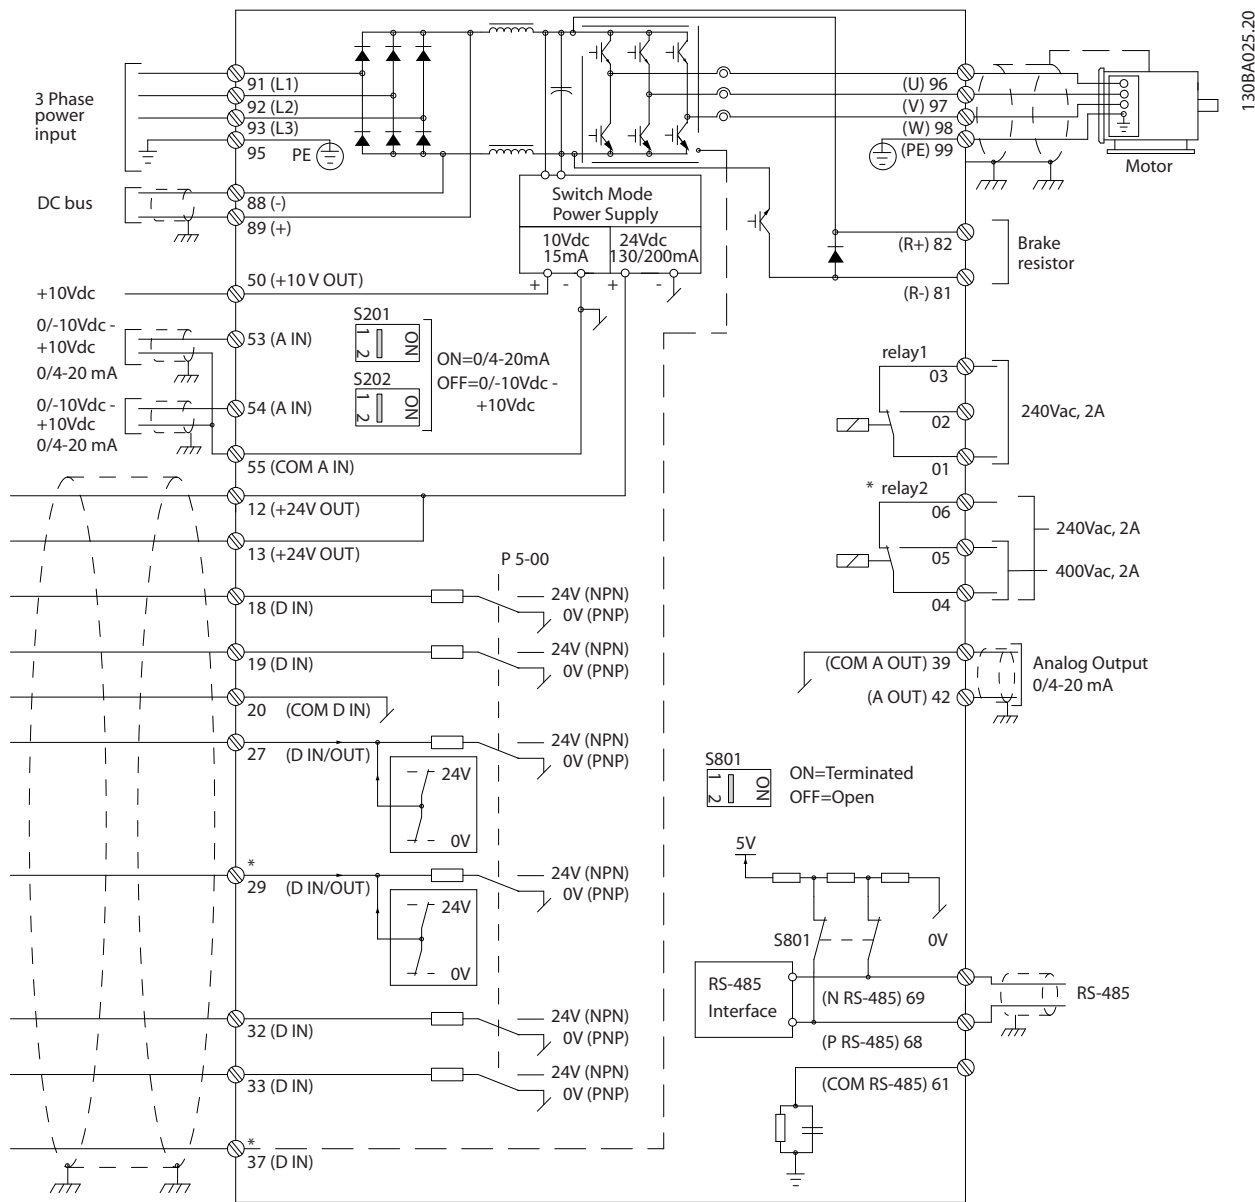 130BA025.20
3 Phase
power
input
91 (L1)
92 (L2)
93 (L3)
95
PE
DC bus
88 (-)
89 (+)
+10Vdc
50 (+10 V OUT)
0/-10Vdc -
+10Vdc
0/4-20 mA
53 (A IN)
0/-10Vdc -
+10Vdc
0/4-20 mA
54 (A IN)
55 (COM A IN)
12 (+24V OUT)
13 (+24V OUT)
18 (D IN)
19 (D IN)
20 (COM D IN)
27 (D IN/OUT)
*
29 (D IN/OUT)
32 (D IN)
33 (D IN)
*
37 (D IN)
Switch Mode
Power Supply
10Vdc
15mA
24Vdc
130/200mA
+ - + -
S201
1 2 ON
S202
1 2 ON
ON=0/4-20mA
OFF=0/-10Vdc -
+10Vdc
P 5-00
24V (NPN)
0V (PNP)
24V (NPN)
0V (PNP)
24V (NPN)
0V (PNP)
24V
0V
24V (NPN)
0V (PNP)
24V
0V
24V (NPN)
0V (PNP)
24V (NPN)
0V (PNP)
(U) 96
(V) 97
(W) 98
(PE) 99
Motor
(R+) 82
(R-) 81
Brake
resistor
relay1
03
02
01
240Vac, 2A
* relay2
06
05
04
240Vac, 2A
400Vac, 2A
(COM A OUT) 39
(A OUT) 42
Analog Output
0/4-20 mA
S801
1 2 ON
ON=Terminated
OFF=Open
5V
S801
0V
RS-485
Interface
(N RS-485) 69
(P RS-485) 68
(COM RS-485) 61
RS-485